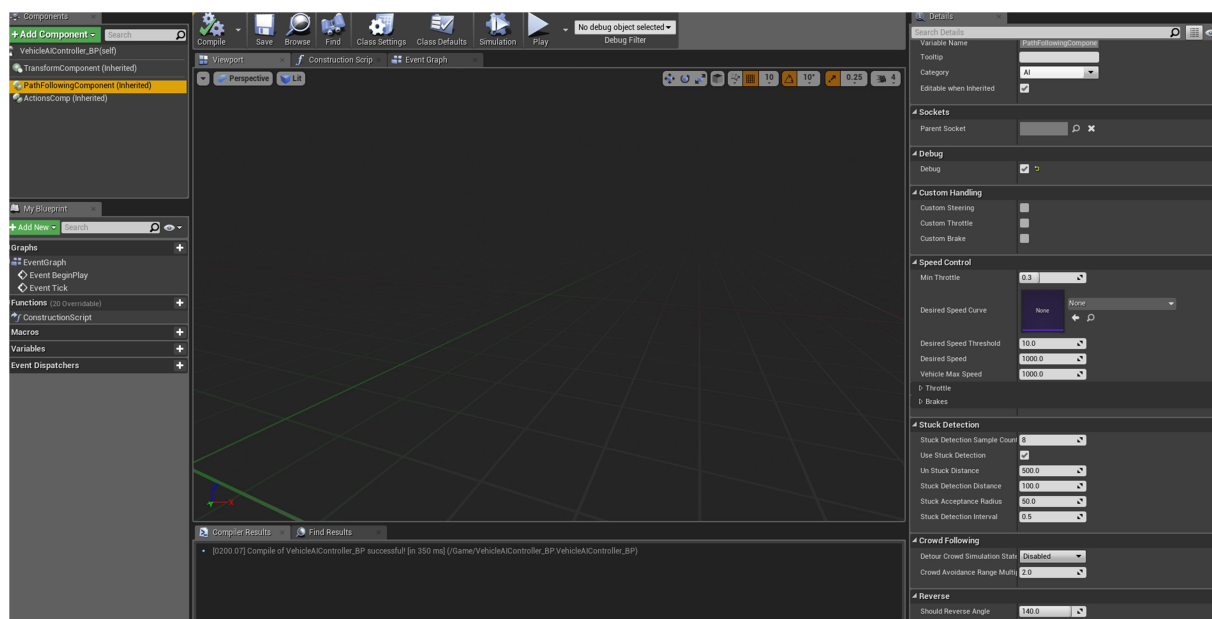 Components
+Add Component
Search
VehicleAIController_BP(self)
TransformComponent (Inherited)
PathFollowingComponent (Inherited)
ActionsComp (Inherited)
My Blueprint
+Add New
Search
Graphs
EventGraph
Event BeginPlay
Event Tick
Functions (20 Overridable)
ConstructionScript
Macros
Variables
Event Dispatchers
Compile
Save
Browse
Find
Class Settings
Class Defaults
Simulation
Play
No debug object selected
Debug Filter
Viewport
Construction Scrip
Event Graph
Perspective
Lit
10
10°
0.25
4
X
Compiler Results
Find Results
[0200.07] Compile of VehicleAIController_BP successful! [in 350 ms] (/Game/VehicleAIController_BP.VehicleAIController_BP)
Details
Search Details
Variable Name PathFollowingCompone
Tooltip
Category AI
Editable when Inherited
Sockets
Parent Socket
Debug
Debug
Custom Handling
Custom Steering
Custom Throttle
Custom Brake
Speed Control
Min Throttle 0.3
Desired Speed Curve None None
Desired Speed Threshold 10.0
Desired Speed 1000.0
Vehicle Max Speed 1000.0
Throttle
Brakes
Stuck Detection
Stuck Detection Sample Count 8
Use Stuck Detection
Un Stuck Distance 500.0
Stuck Detection Distance 100.0
Stuck Acceptance Radius 50.0
Stuck Detection Interval 0.5
Crowd Following
Detour Crowd Simulation State Disabled
Crowd Avoidance Range Multip 2.0
Reverse
Should Reverse Angle 140.0